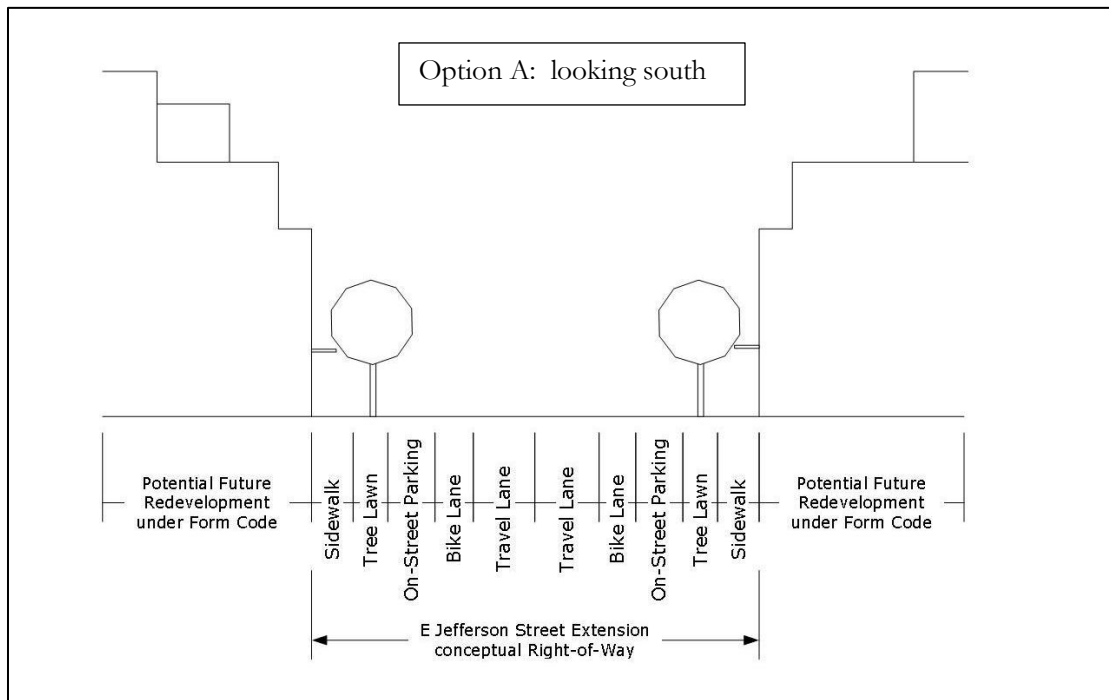 Option A: looking south
Potential Future
Redevelopment
under Form Code
Sidewalk
Tree Lawn
On-Street Parking
Bike Lane
Travel Lane
Travel Lane
Bike Lane
On-Street Parking
Tree Lawn
Sidewalk
Potential Future
Redevelopment
under Form Code
E Jefferson Street Extension
conceptual Right-of-Way